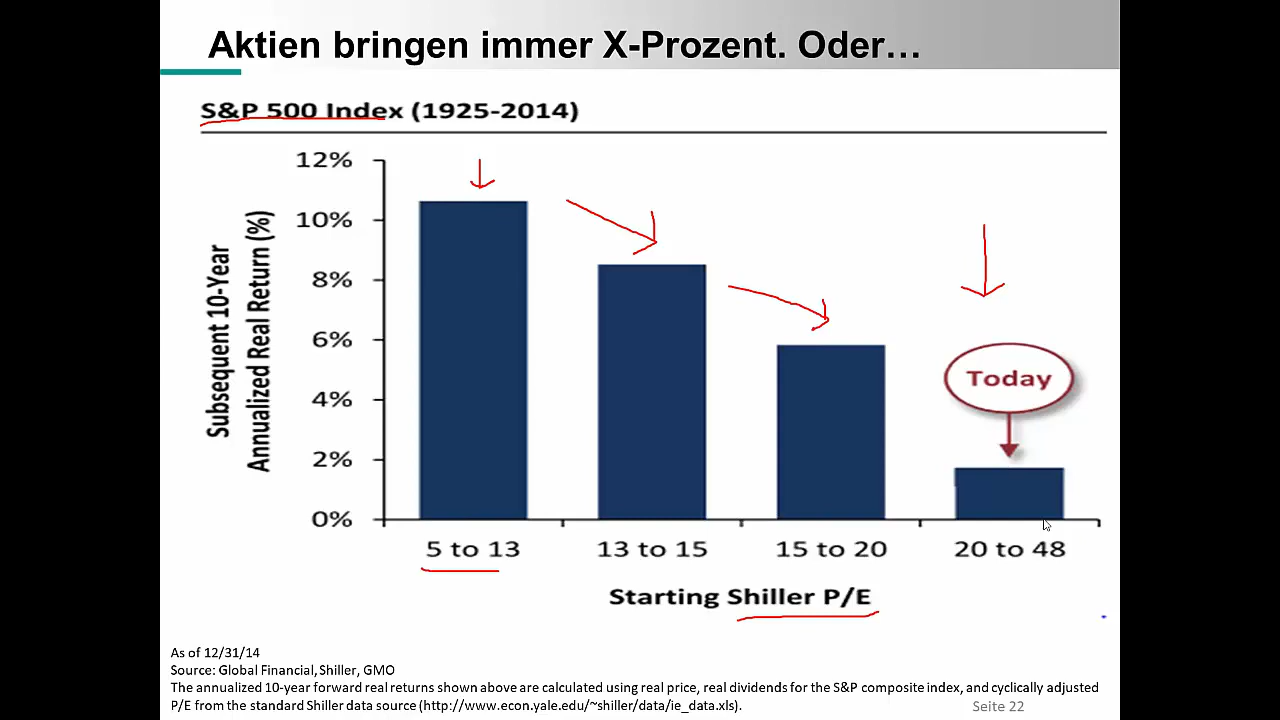 Aktien bringen immer X-Prozent. Oder…
S&P 500 Index (1925-2014)
Subsequent 10-Year
Annualized Real Return (%)
12%
10%
8%
6%
4%
2%
0%
Today
5 to 13
13 to 15
15 to 20
20 to 48
Starting Shiller P/E
As of 12/31/14
Source: Global Financial, Shiller, GMO
The annualized 10-year forward real returns shown above are calculated using real price, real dividends for the S&P composite index, and cyclically adjusted
P/E from the standard Shiller data source (http://www.econ.yale.edu/~shiller/data/ie_data.xls).
Seite 22